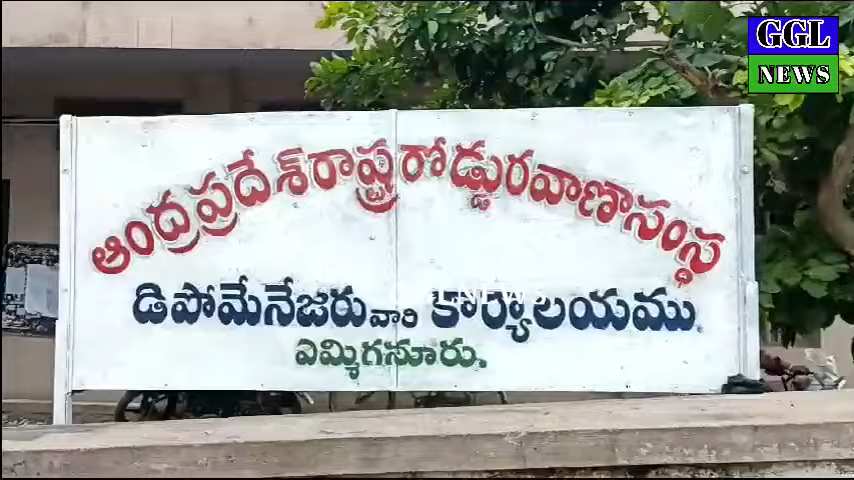 GGL
NEWS
ఆంధ్రప్రదేశ్ రాష్ట్ర రోడ్డు రవాణా సంస్థ
డిపో మేనేజరు వారి కార్యాలయము
ఎమ్మిగనూరు.